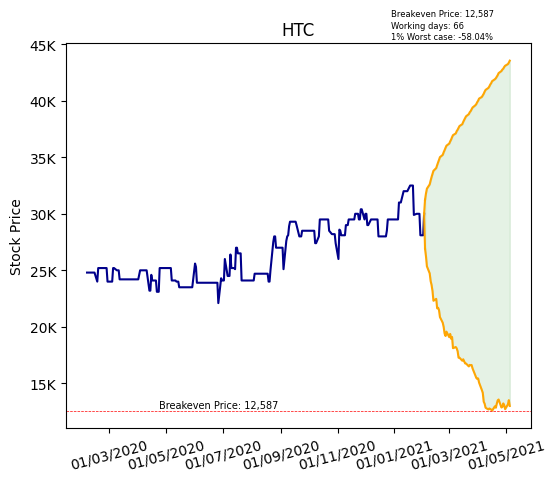 Breakeven Price: 12,587
Working days: 66
1% Worst case: -58.04%
HTC
Stock Price
45K
40K
35K
30K
25K
20K
15K
Breakeven Price: 12,587
01/03/2020
01/05/2020
01/07/2020
01/09/2020
01/11/2020
01/01/2021
01/03/2021
01/05/2021